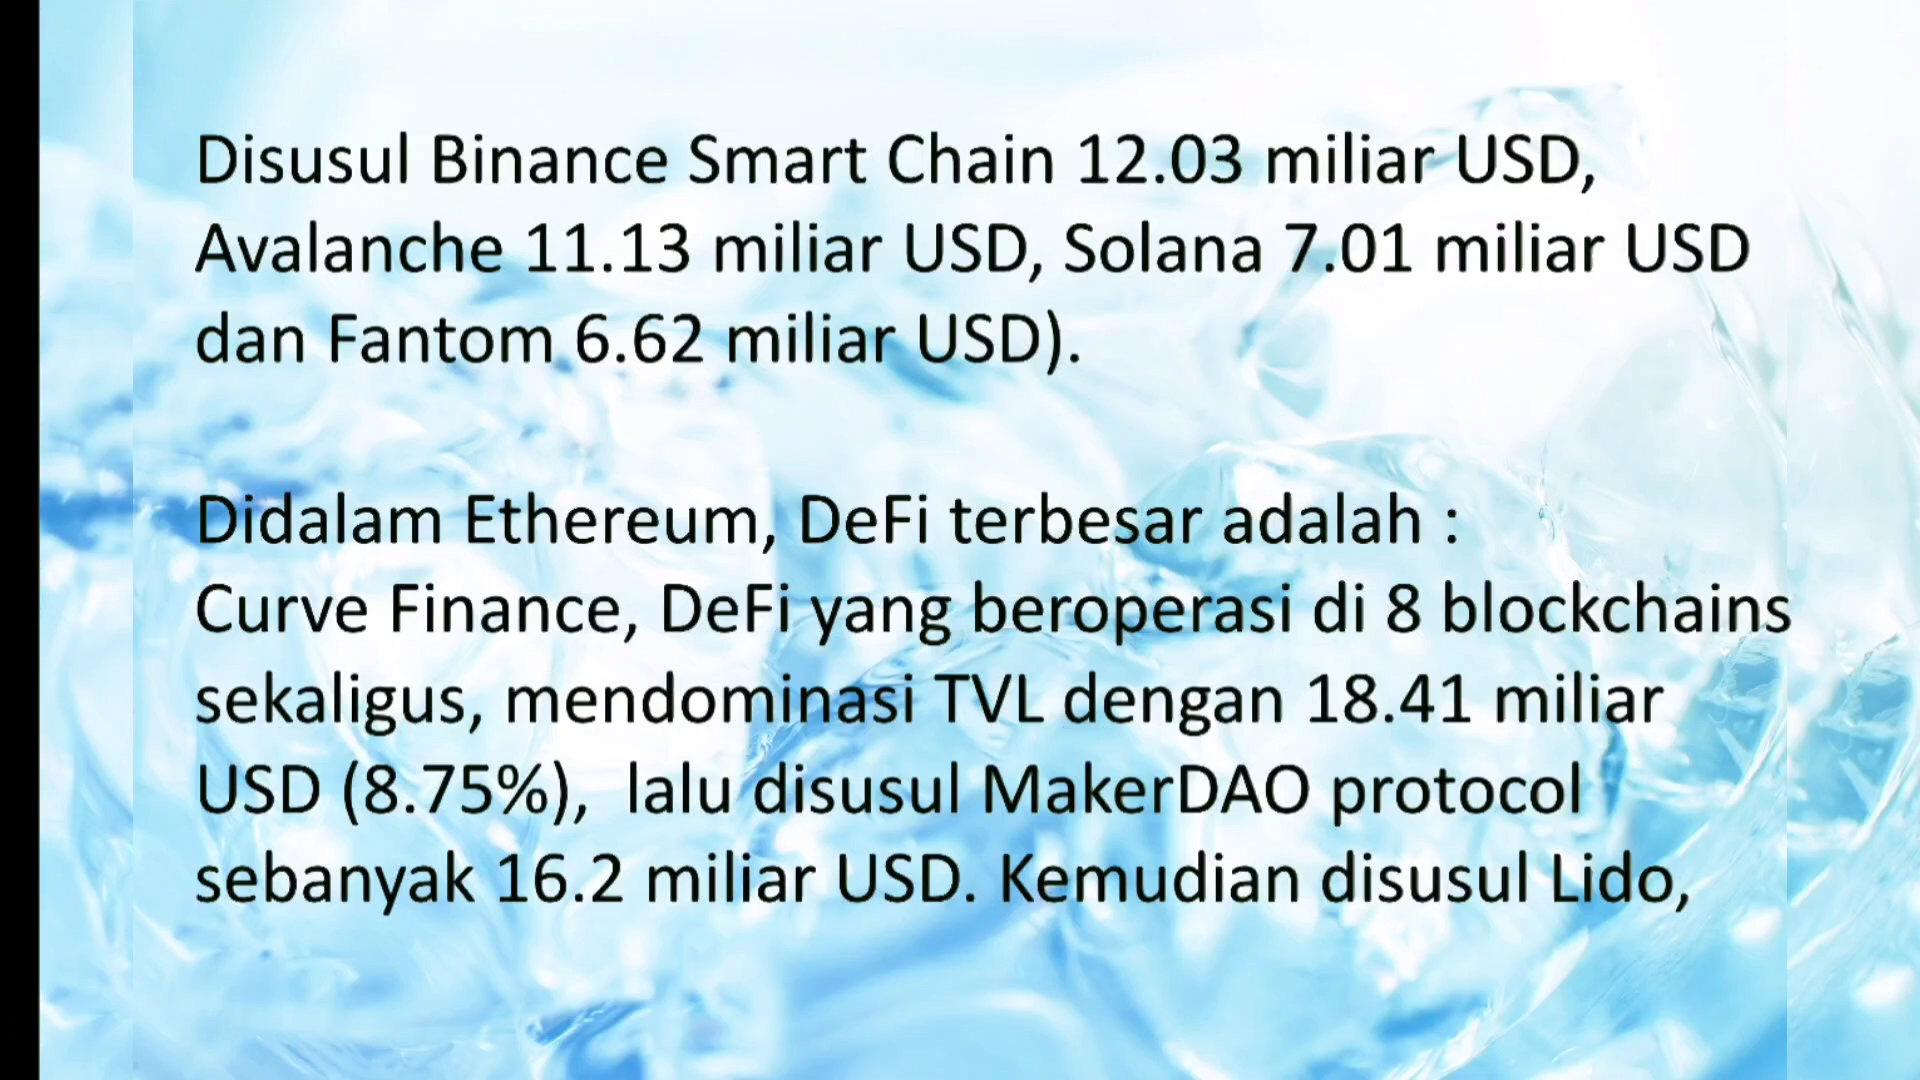 Disusul Binance Smart Chain 12.03 miliar USD,
Avalanche 11.13 miliar USD, Solana 7.01 miliar USD
dan Fantom 6.62 miliar USD).
Didalam Ethereum, DeFi terbesar adalah :
Curve Finance, DeFi yang beroperasi di 8 blockchains
sekaligus, mendominasi TVL dengan 18.41 miliar
USD (8.75%),  lalu disusul MakerDAO protocol
sebanyak 16.2 miliar USD. Kemudian disusul Lido,